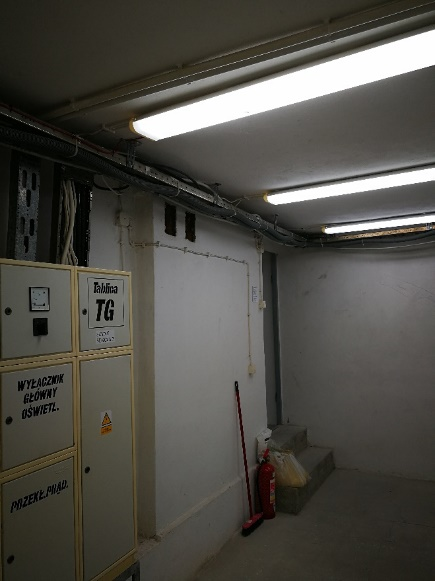 Tablica
TG
WYŁĄCZNIK
GŁÓWNY
OŚWIETL.
PRZEKŁ.PRĄD.